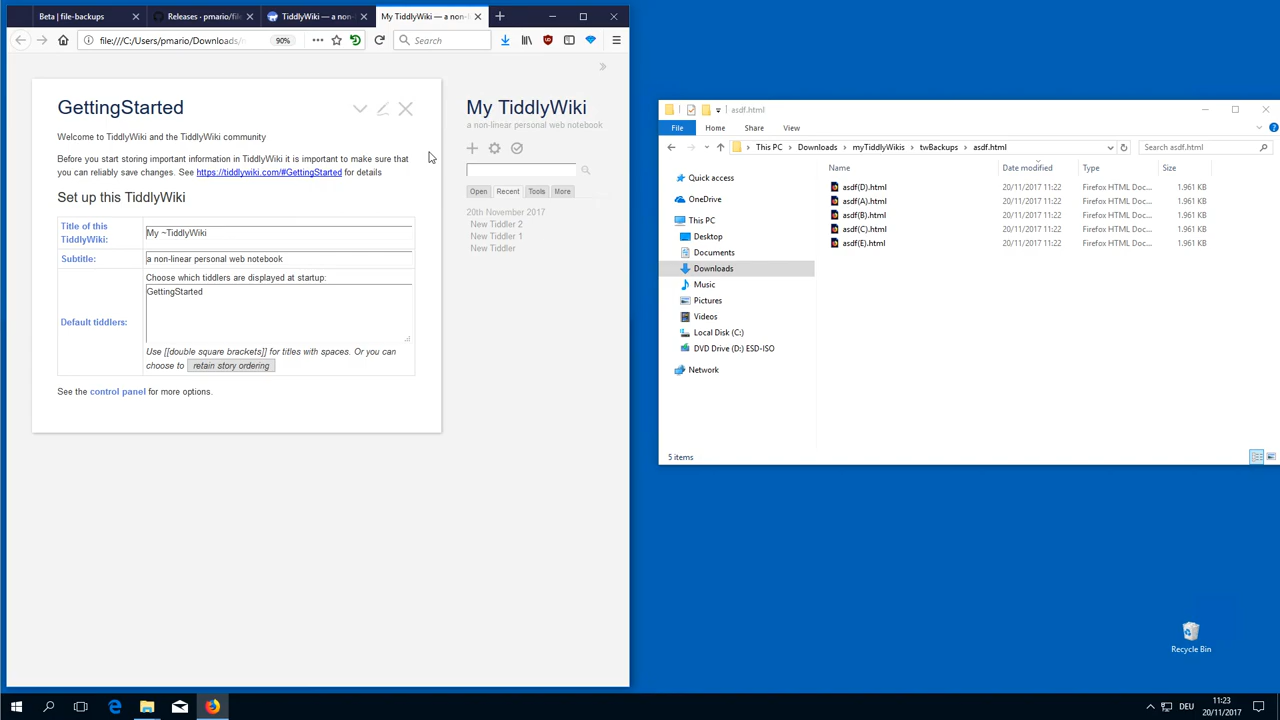 Beta | file-backups
Releases · pmario/file
TiddlyWiki — a non-
My TiddlyWiki — a non-l
file:///C:/Users/pmario/Downloads/
90%
Search
GettingStarted
Welcome to TiddlyWiki and the TiddlyWiki community
Before you start storing important information in TiddlyWiki it is important to make sure that
you can reliably save changes. See https://tiddlywiki.com/#GettingStarted for details
Set up this TiddlyWiki
Title of this
TiddlyWiki:
My ~TiddlyWiki
Subtitle:
a non-linear personal web notebook
Choose which tiddlers are displayed at startup:
Default tiddlers:
GettingStarted
Use [[double square brackets]] for titles with spaces. Or you can
choose to retain story ordering
See the control panel for more options.
My TiddlyWiki
a non-linear personal web notebook
Open Recent Tools More
20th November 2017
New Tiddler 2
New Tiddler 1
New Tiddler
asdf.html
File Home Share View
This PC Downloads myTiddlyWikis twBackups asdf.html
Search asdf.html
Quick access
OneDrive
This PC
Desktop
Documents
Downloads
Music
Pictures
Videos
Local Disk (C:)
DVD Drive (D:) ESD-ISO
Network
Name Date modified Type Size
asdf(D).html 20/11/2017 11:22 Firefox HTML Doc... 1.961 KB
asdf(A).html 20/11/2017 11:22 Firefox HTML Doc... 1.961 KB
asdf(B).html 20/11/2017 11:22 Firefox HTML Doc... 1.961 KB
asdf(C).html 20/11/2017 11:22 Firefox HTML Doc... 1.961 KB
asdf(E).html 20/11/2017 11:22 Firefox HTML Doc... 1.961 KB
5 items
Recycle Bin
DEU
11:23
20/11/2017